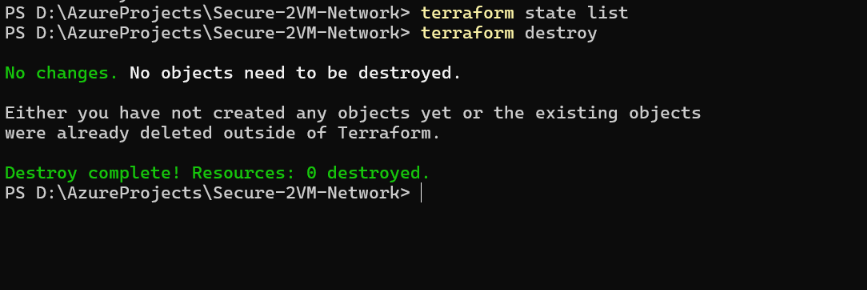 PS D:\AzureProjects\Secure-2VM-Network> terraform state list
PS D:\AzureProjects\Secure-2VM-Network> terraform destroy
No changes. No objects need to be destroyed.
Either you have not created any objects yet or the existing objects
were already deleted outside of Terraform.
Destroy complete! Resources: 0 destroyed.
PS D:\AzureProjects\Secure-2VM-Network>